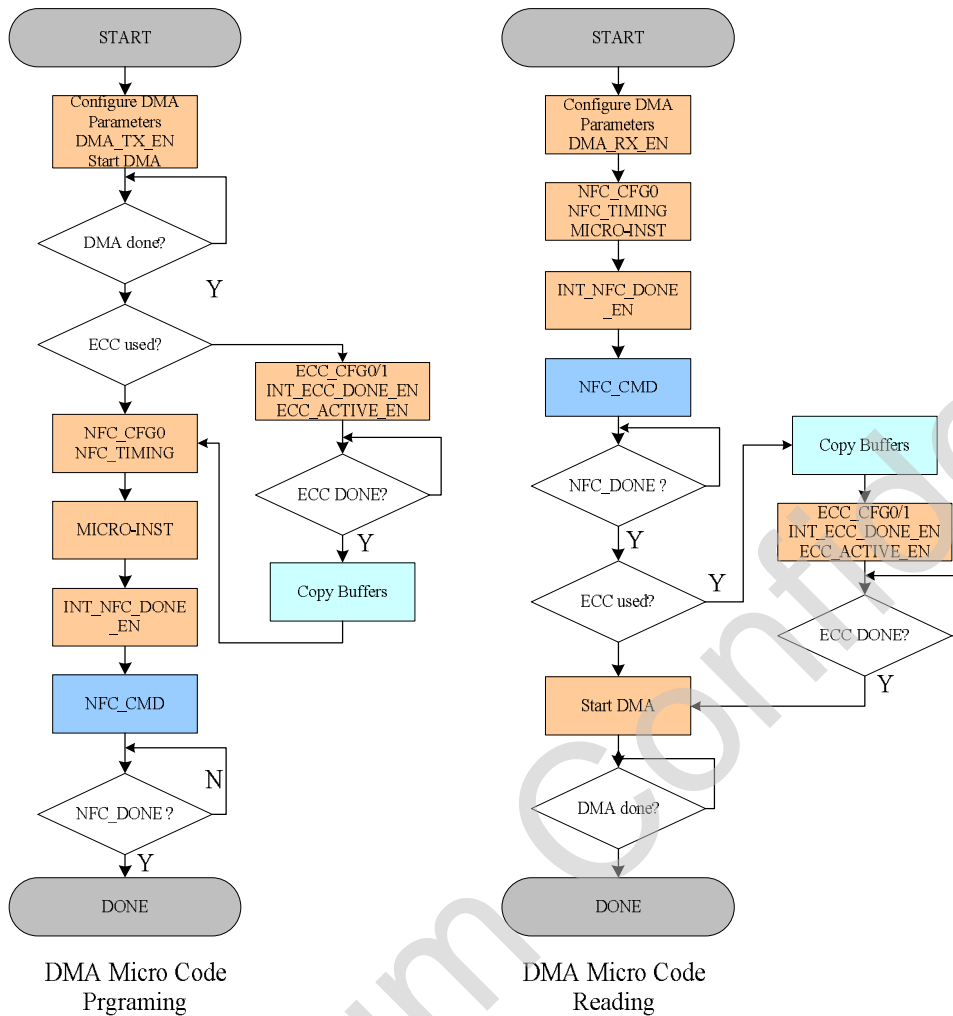 START
Configure DMA
Parameters
DMA_TX_EN
Start DMA
DMA done?
Y
ECC used?
ECC_CFG0/1
INT_ECC_DONE_EN
ECC_ACTIVE_EN
NFC_CFG0
NFC_TIMING
ECC DONE?
Y
MICRO-INST
Copy Buffers
INT_NFC_DONE
_EN
NFC_CMD
N
NFC_DONE ?
Y
DONE
DMA Micro Code
Prgraming
START
Configure DMA
Parameters
DMA_RX_EN
NFC_CFG0
NFC_TIMING
MICRO-INST
INT_NFC_DONE
_EN
NFC_CMD
Copy Buffers
NFC_DONE ?
Y
ECC_CFG0/1
INT_ECC_DONE_EN
ECC_ACTIVE_EN
ECC used?
Y
ECC DONE?
Y
Start DMA
DMA done?
DONE
DMA Micro Code
Reading
um Confide